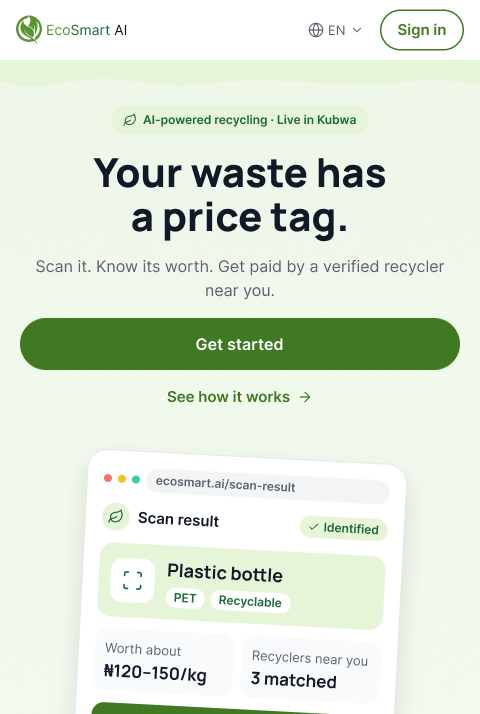 EcoSmart AI
EN
Sign in
AI-powered recycling · Live in Kubwa
Your waste has
a price tag.
Scan it. Know its worth. Get paid by a verified recycler
near you.
Get started
See how it works →
ecosmart.ai/scan-result
Scan result
✓ Identified
Plastic bottle
PET
Recyclable
Worth about
₦120–150/kg
Recyclers near you
3 matched